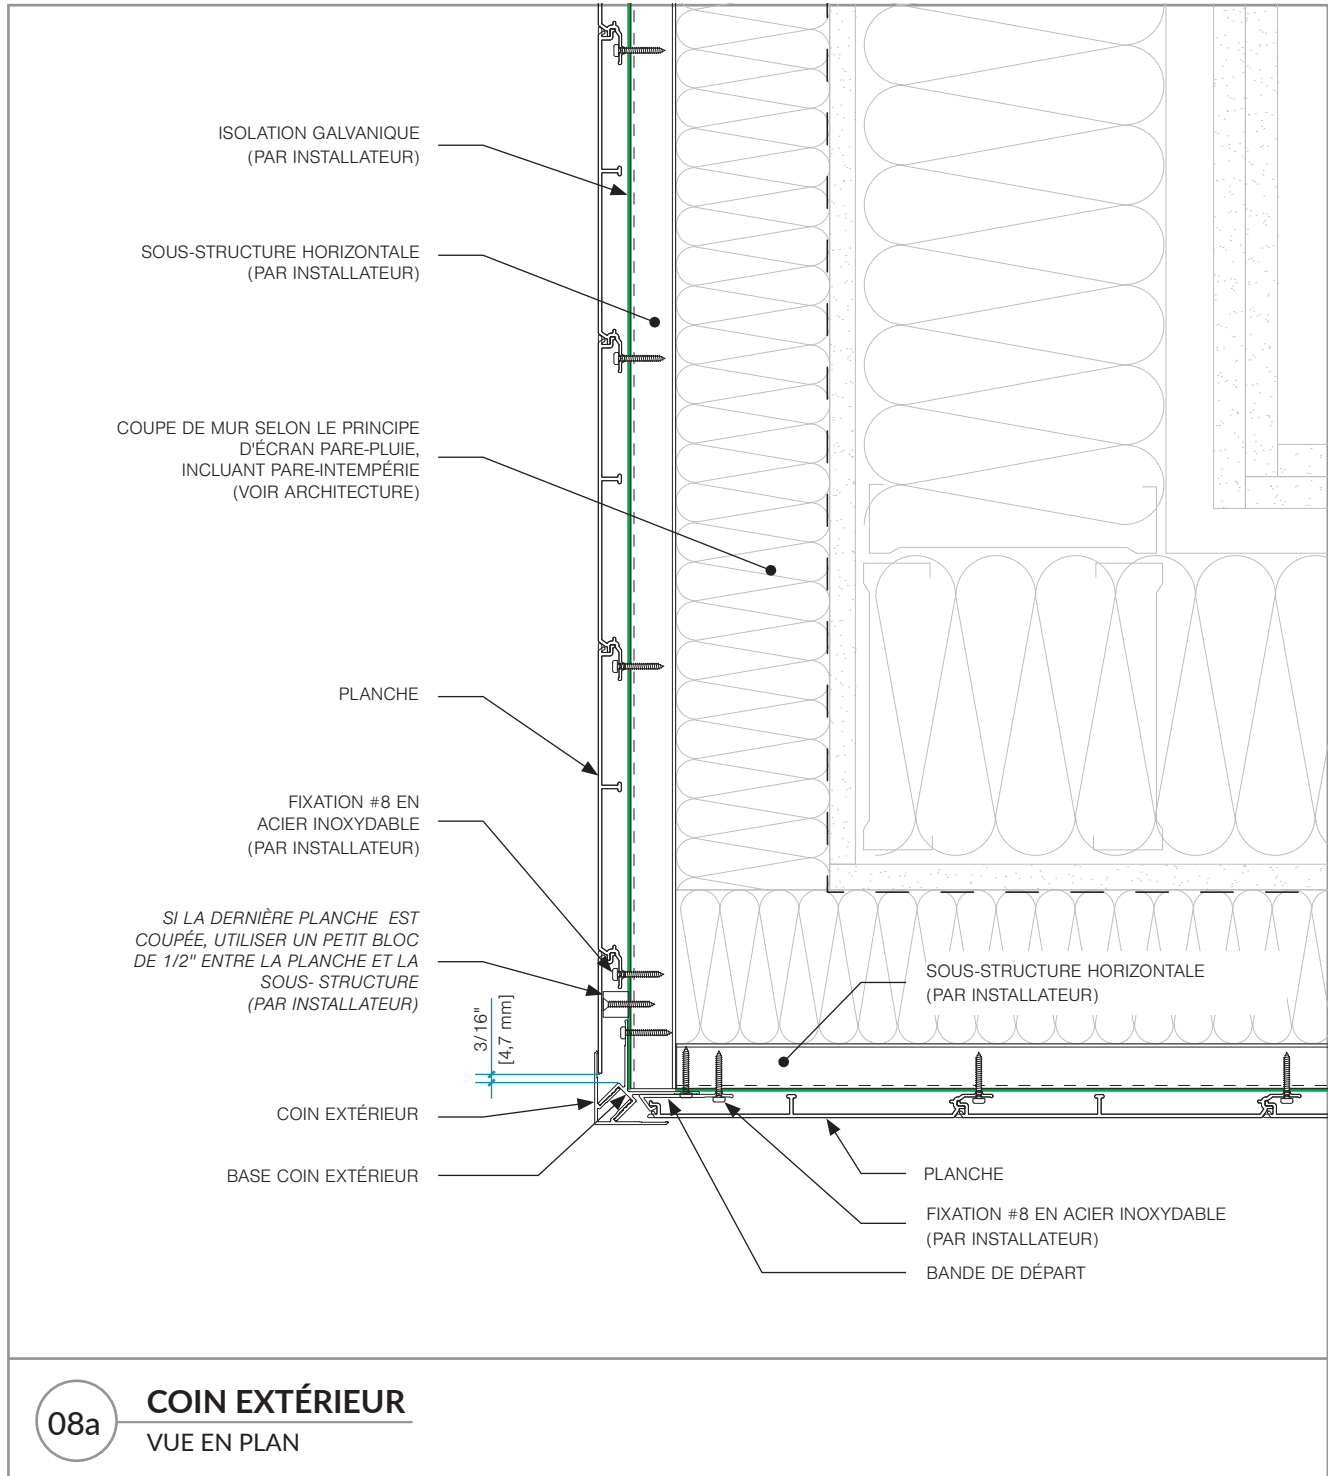 ISOLATION GALVANIQUE
(PAR INSTALLATEUR)
SOUS-STRUCTURE HORIZONTALE
(PAR INSTALLATEUR)
COUPE DE MUR SELON LE PRINCIPE
D'ÉCRAN PARE-PLUIE,
INCLUANT PARE-INTEMPÉRIE
(VOIR ARCHITECTURE)
PLANCHE
FIXATION #8 EN
ACIER INOXYDABLE
(PAR INSTALLATEUR)
SI LA DERNIÈRE PLANCHE EST
COUPÉE, UTILISER UN PETIT BLOC
DE 1/2" ENTRE LA PLANCHE ET LA
SOUS- STRUCTURE
(PAR INSTALLATEUR)
3/16"
[4,7 mm]
COIN EXTÉRIEUR
BASE COIN EXTÉRIEUR
SOUS-STRUCTURE HORIZONTALE
(PAR INSTALLATEUR)
PLANCHE
FIXATION #8 EN ACIER INOXYDABLE
(PAR INSTALLATEUR)
BANDE DE DÉPART
08a
COIN EXTÉRIEUR
VUE EN PLAN